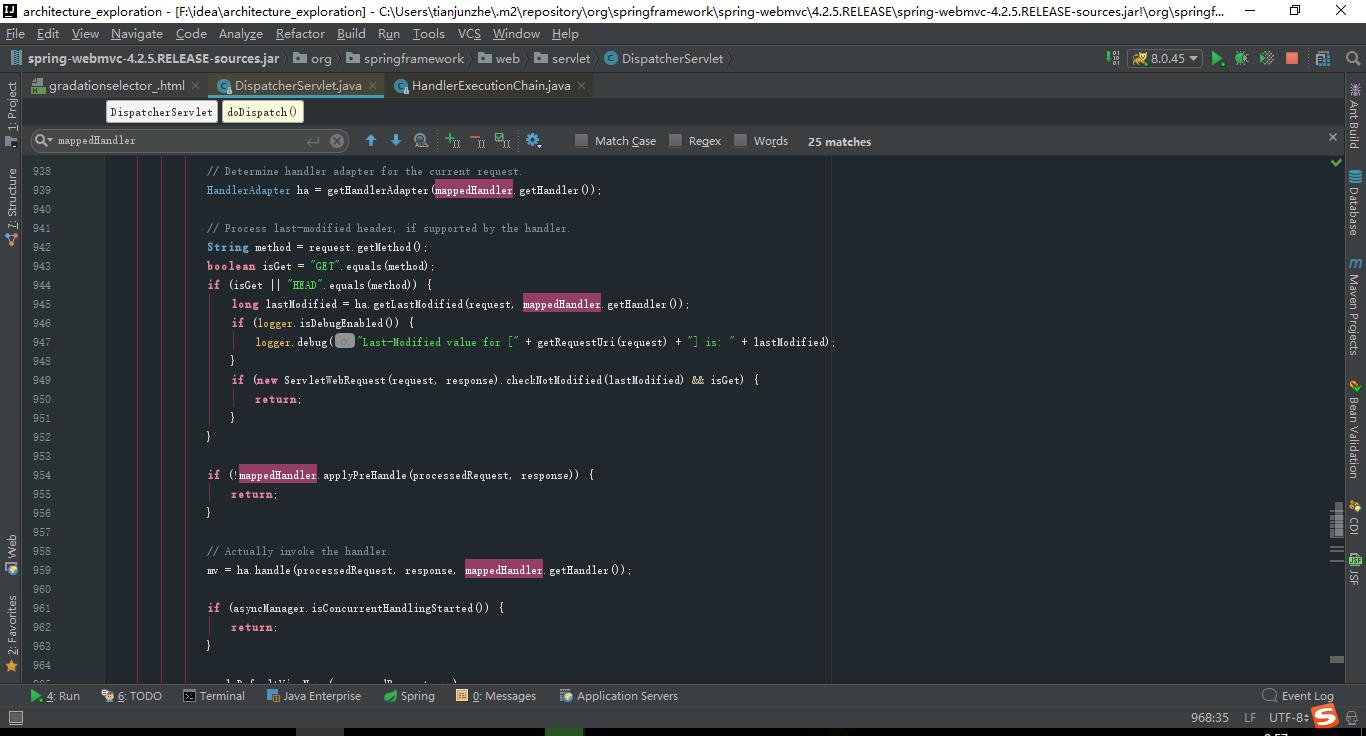 architecture_exploration - [F:\idea\architecture_exploration] - C:\Users\tianjunzhe\.m2\repository\org\springframework\spring-webmvc\4.2.5.RELEASE\spring-webmvc-4.2.5.RELEASE-sources.jar!\org\springf...
File Edit View Navigate Code Analyze Refactor Build Run Tools VCS Window Help
spring-webmvc-4.2.5.RELEASE-sources.jar org springframework web servlet DispatcherServlet 8.0.45
gradationselector_.html DispatcherServlet.java HandlerExecutionChain.java
DispatcherServlet doDispatch()
mappedHandler Match Case Regex Words 25 matches
938 // Determine handler adapter for the current request.
939 HandlerAdapter ha = getHandlerAdapter(mappedHandler.getHandler());
940
941 // Process last-modified header, if supported by the handler.
942 String method = request.getMethod();
943 boolean isGet = "GET".equals(method);
944 if (isGet || "HEAD".equals(method)) {
945 long lastModified = ha.getLastModified(request, mappedHandler.getHandler());
946 if (logger.isDebugEnabled()) {
947 logger.debug( o: "Last-Modified value for [" + getRequestUri(request) + "] is: " + lastModified);
948 }
949 if (new ServletWebRequest(request, response).checkNotModified(lastModified) && isGet) {
950 return;
951 }
952 }
953
954 if (!mappedHandler.applyPreHandle(processedRequest, response)) {
955 return;
956 }
957
958 // Actually invoke the handler.
959 mv = ha.handle(processedRequest, response, mappedHandler.getHandler());
960
961 if (asyncManager.isConcurrentHandlingStarted()) {
962 return;
963 }
964
1: Project
7: Structure
Web
2: Favorites
Ant Build
Database
Maven Projects
Bean Validation
CDI
JSF
4: Run 6: TODO Terminal Java Enterprise Spring 0: Messages Application Servers Event Log
968:35 LF UTF-8